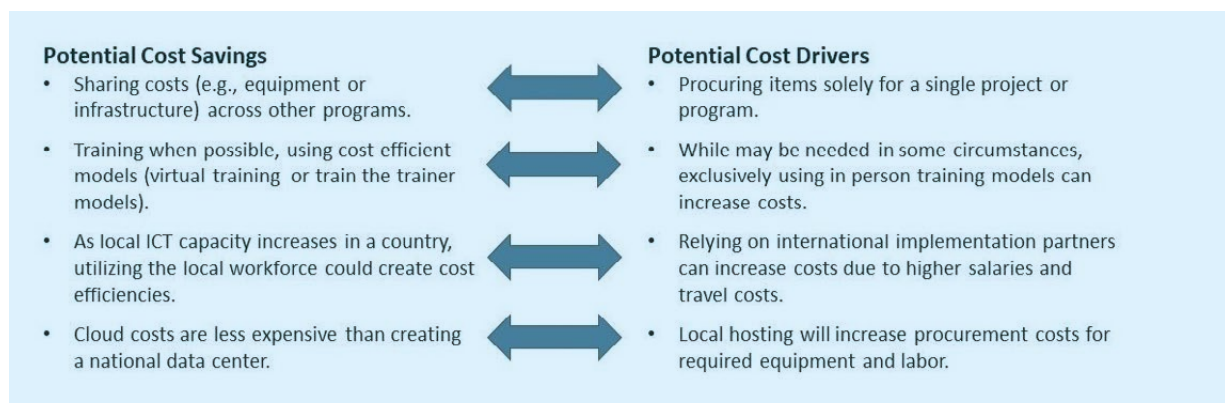 Potential Cost Savings
• Sharing costs (e.g., equipment or
infrastructure) across other programs.
• Training when possible, using cost efficient
models (virtual training or train the trainer
models).
• As local ICT capacity increases in a country,
utilizing the local workforce could create cost
efficiencies.
• Cloud costs are less expensive than creating
a national data center.
Potential Cost Drivers
• Procuring items solely for a single project or
program.
• While may be needed in some circumstances,
exclusively using in person training models can
increase costs.
• Relying on international implementation partners
can increase costs due to higher salaries and
travel costs.
• Local hosting will increase procurement costs for
required equipment and labor.